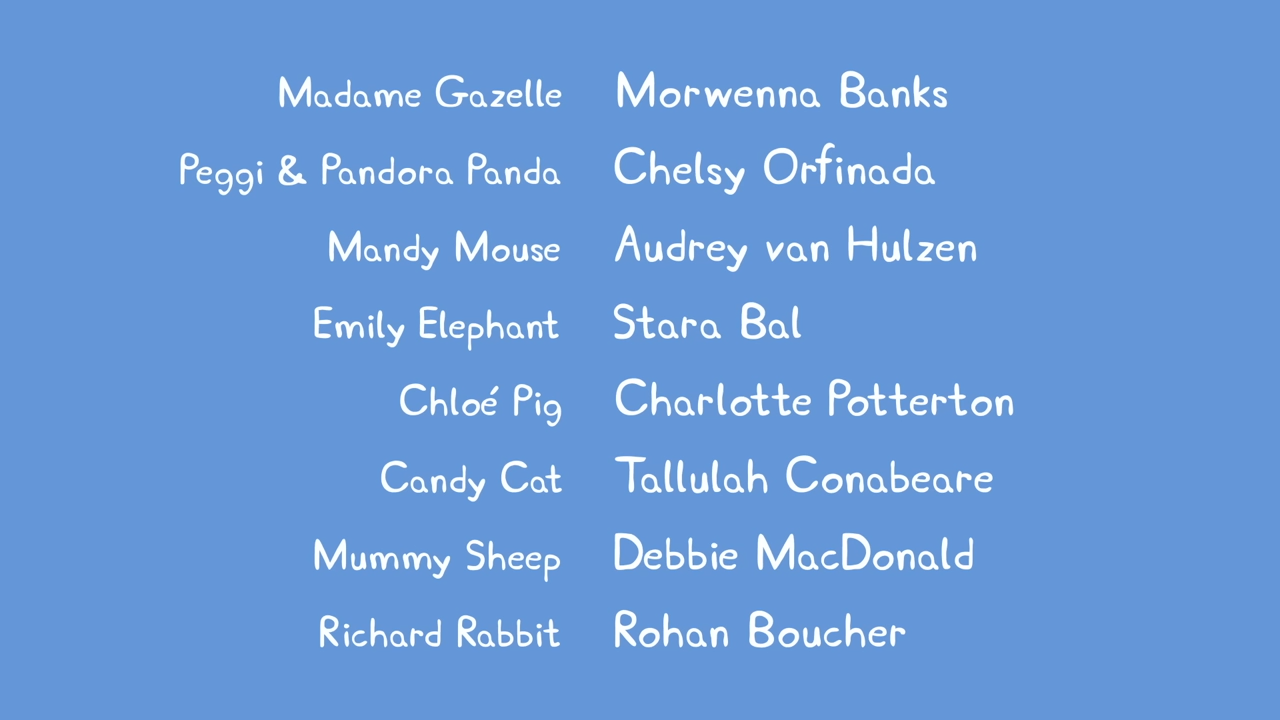 Madame Gazelle Morwenna Banks
Peggi & Pandora Panda Chelsy Orfinada
Mandy Mouse Audrey van Hulzen
Emily Elephant Stara Bal
Chloé Pig Charlotte Potterton
Candy Cat Tallulah Conabeare
Mummy Sheep Debbie MacDonald
Richard Rabbit Rohan Boucher